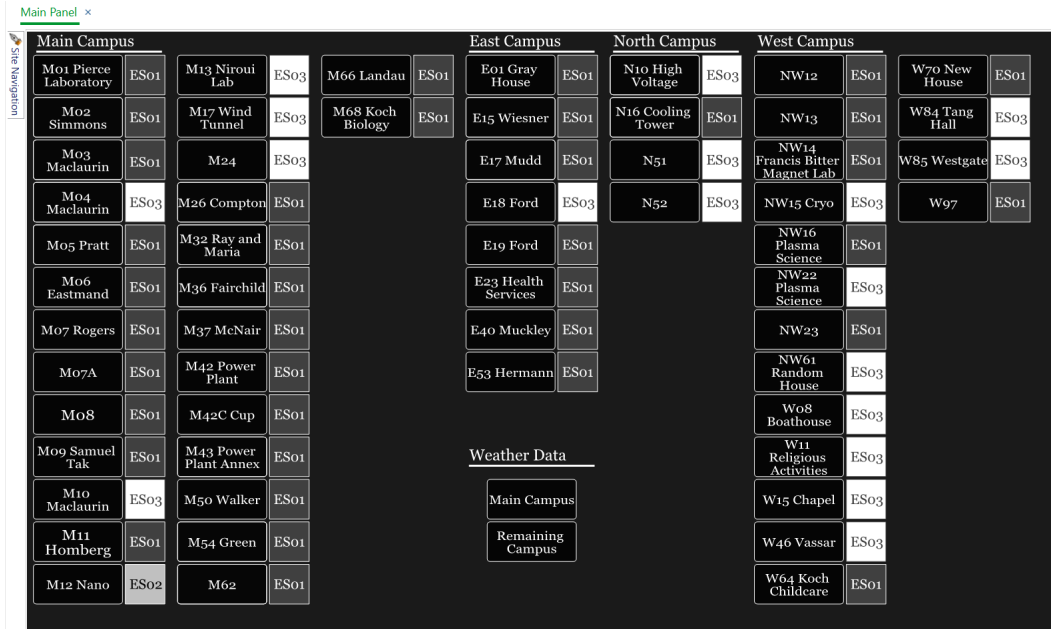 Main Panel ×
Site Navigation
Main Campus
M01 Pierce
Laboratory
ES01
M02
Simmons
ES01
M03
Maclaurin
ES01
M04
Maclaurin
ES03
M05 Pratt
ES01
M06
Eastmand
ES01
M07 Rogers
ES01
M07A
ES01
M08
ES01
M09 Samuel
Tak
ES01
M10
Maclaurin
ES03
M11
Homberg
ES01
M12 Nano
ES02
M13 Niroui
Lab
ES03
M17 Wind
Tunnel
ES03
M24
ES03
M26 Compton
ES01
M32 Ray and
Maria
ES01
M36 Fairchild
ES01
M37 McNair
ES01
M42 Power
Plant
ES01
M42C Cup
ES01
M43 Power
Plant Annex
ES01
M50 Walker
ES01
M54 Green
ES01
M62
ES01
M66 Landau
ES01
M68 Koch
Biology
ES01
East Campus
E01 Gray
House
ES01
E15 Wiesner
ES01
E17 Mudd
ES01
E18 Ford
ES03
E19 Ford
ES01
E23 Health
Services
ES01
E40 Muckley
ES01
E53 Hermann
ES01
Weather Data
Main Campus
Remaining
Campus
North Campus
N10 High
Voltage
ES03
N16 Cooling
Tower
ES01
N51
ES03
N52
ES03
West Campus
NW12
ES01
NW13
ES01
NW14
Francis Bitter
Magnet Lab
ES01
NW15 Cryo
ES03
NW16
Plasma
Science
ES01
NW22
Plasma
Science
ES03
NW23
ES01
NW61
Random
House
ES03
W08
Boathouse
ES03
W11
Religious
Activities
ES03
W15 Chapel
ES03
W46 Vassar
ES03
W64 Koch
Childcare
ES01
W70 New
House
ES01
W84 Tang
Hall
ES03
W85 Westgate
ES03
W97
ES01